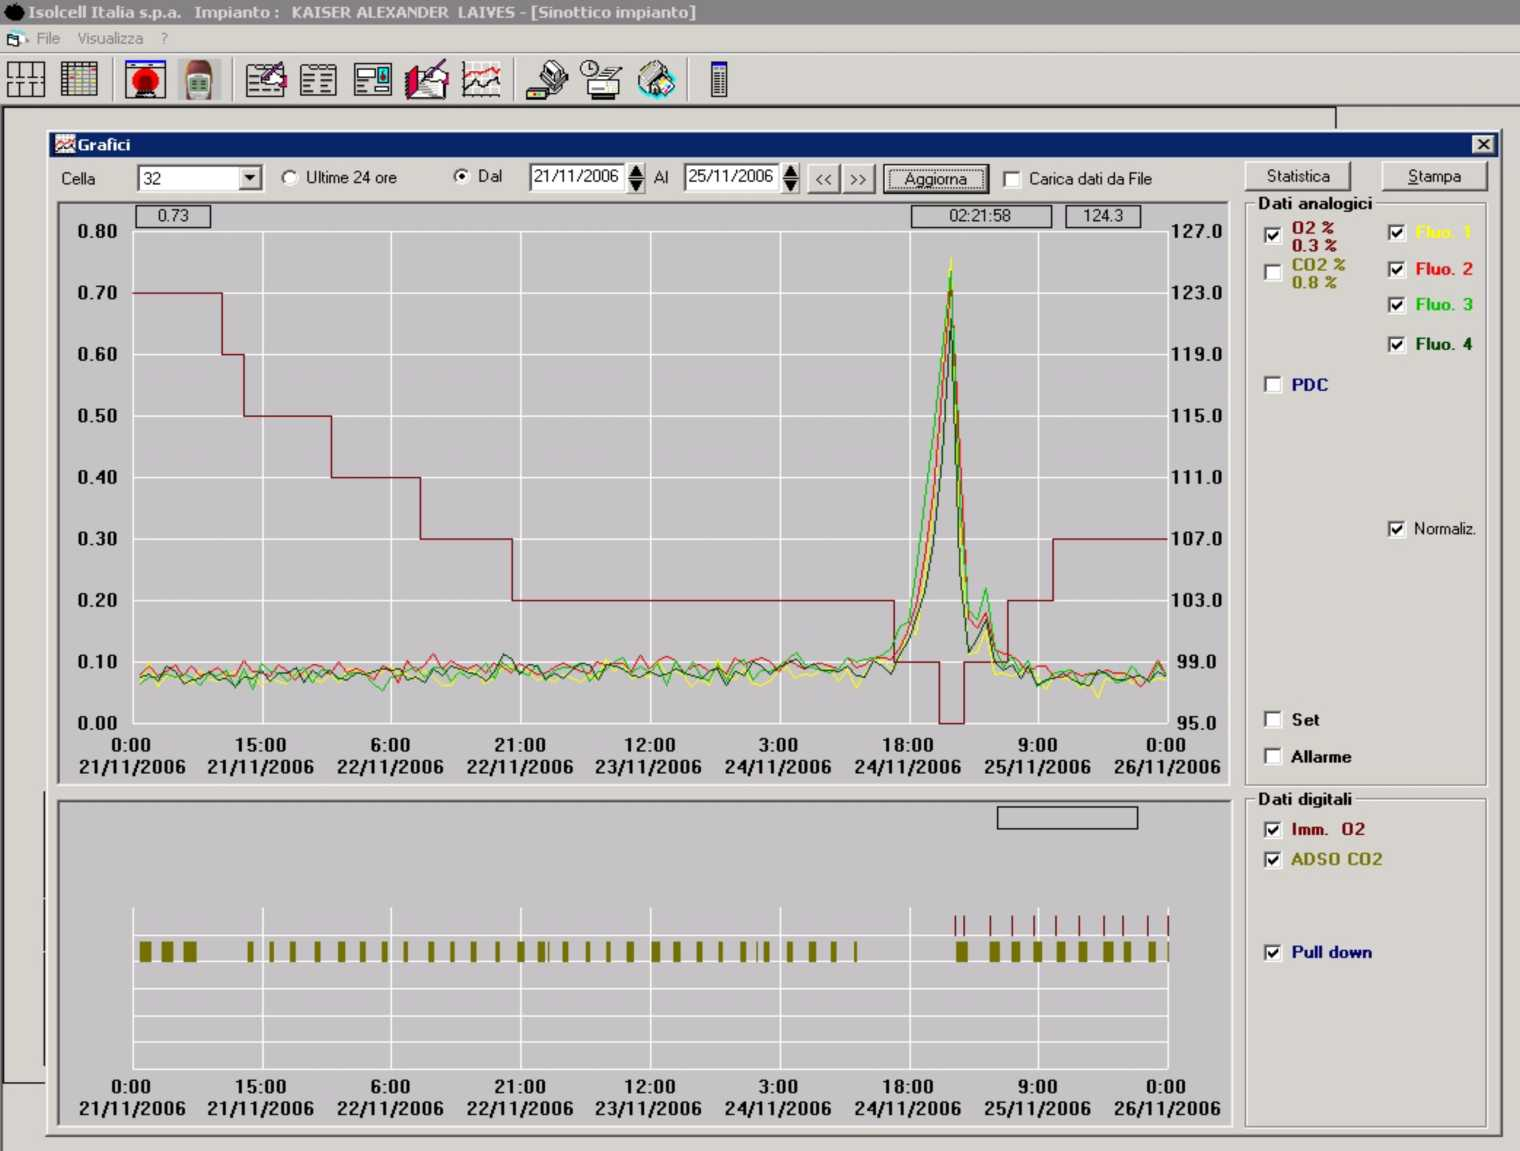 Isolcell Italia s.p.a. Impianto : KAISER ALEXANDER LAIVES - [Sinottico impianto]
File Visualizza ?
Grafici
Cella 32 Ultime 24 ore Dal 21/11/2006 Al 25/11/2006 << >> Aggiorna Carica dati da File Statistica Stampa
0.73 02:21:58 124.3
0.80 127.0
0.70 123.0
0.60 119.0
0.50 115.0
0.40 111.0
0.30 107.0
0.20 103.0
0.10 99.0
0.00 95.0
0:00 15:00 6:00 21:00 12:00 3:00 18:00 9:00 0:00
21/11/2006 21/11/2006 22/11/2006 22/11/2006 23/11/2006 24/11/2006 24/11/2006 25/11/2006 26/11/2006
Dati analogici
O2 % Fluo. 1
0.3 %
CO2 % Fluo. 2
0.8 %
Fluo. 3
Fluo. 4
PDC
Normaliz.
Set
Allarme
Dati digitali
Imm. O2
ADSO CO2
Pull down
0:00 15:00 6:00 21:00 12:00 3:00 18:00 9:00 0:00
21/11/2006 21/11/2006 22/11/2006 22/11/2006 23/11/2006 24/11/2006 24/11/2006 25/11/2006 26/11/2006